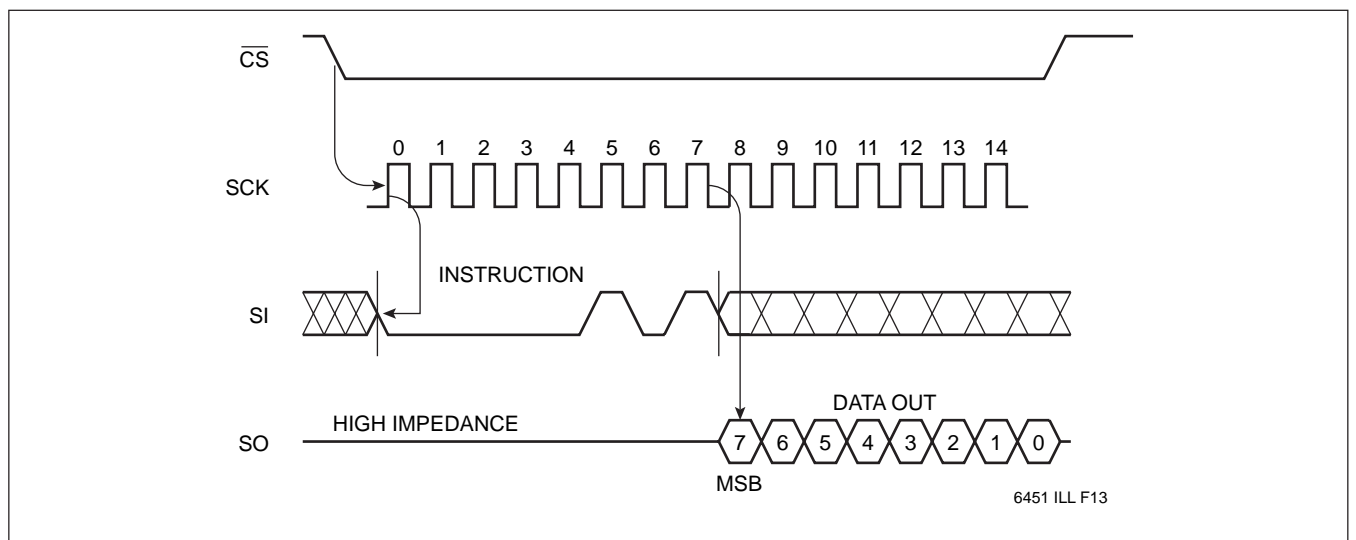 CS
0 1 2 3 4 5 6 7 8 9 10 11 12 13 14
SCK
INSTRUCTION
SI
DATA OUT
HIGH IMPEDANCE
SO
7 6 5 4 3 2 1 0
MSB
6451 ILL F13